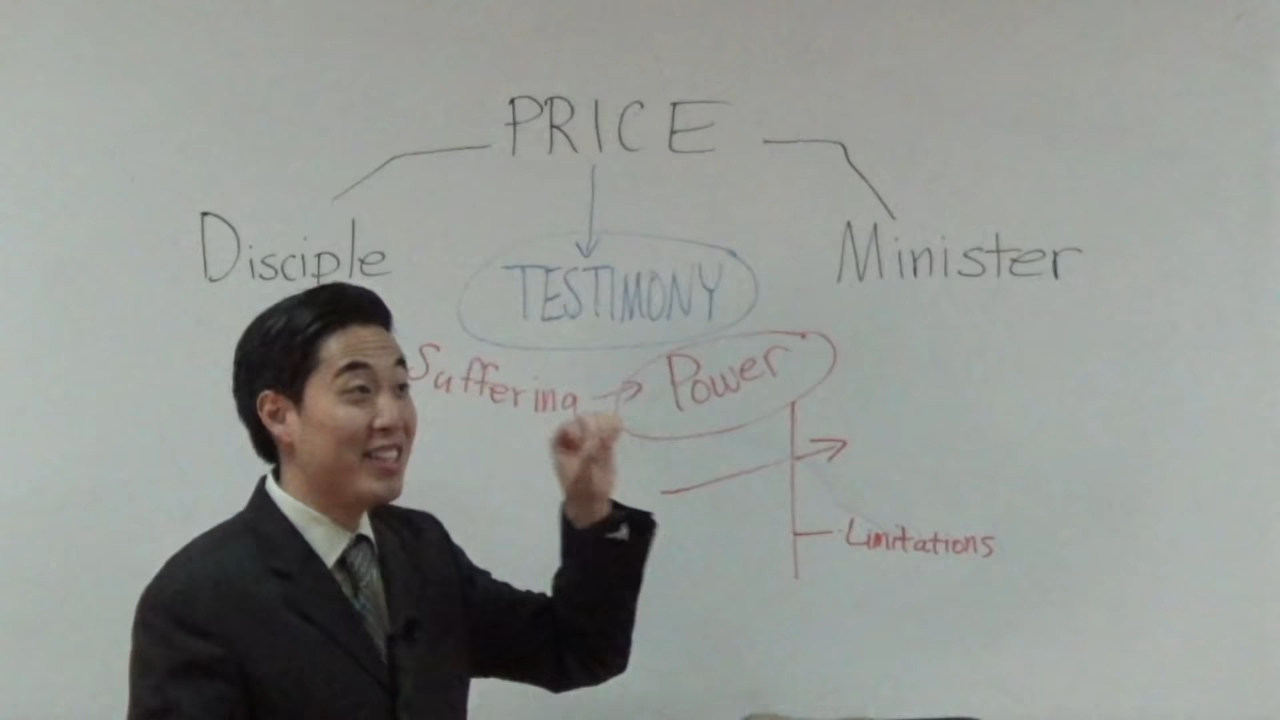 PRICE
Disciple
TESTIMONY
Minister
Suffering → Power
Limitations